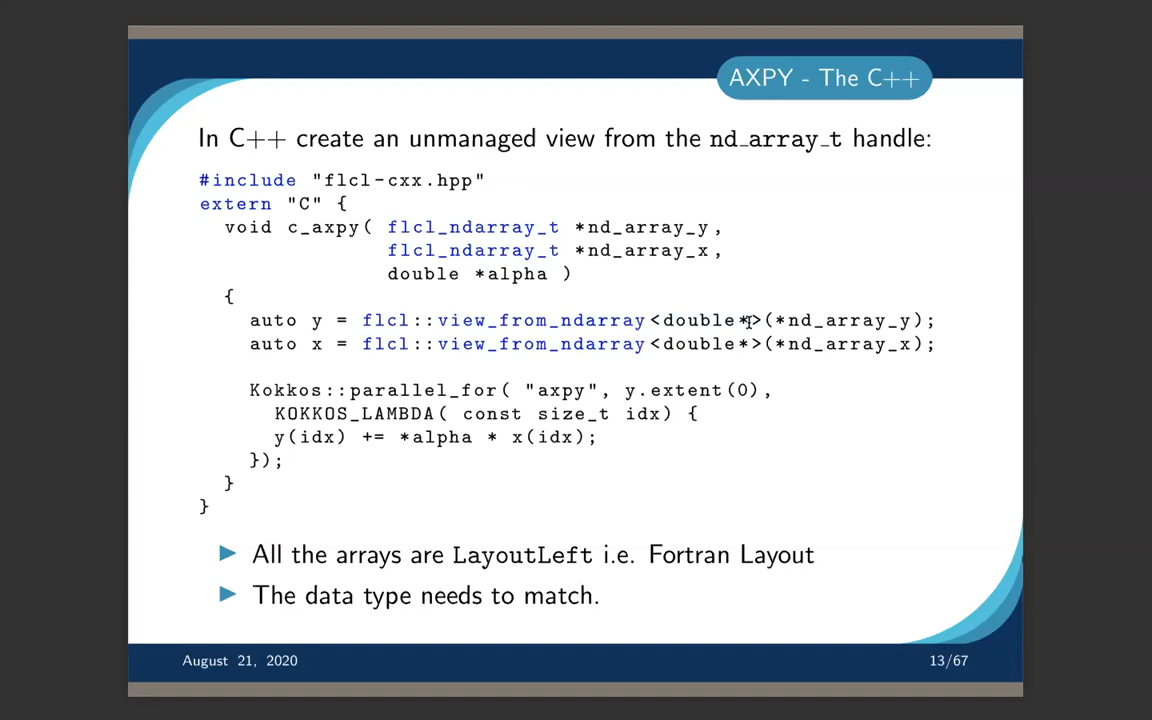 AXPY - The C++
In C++ create an unmanaged view from the nd_array_t handle:
#include "flcl-cxx.hpp"
extern "C" {
  void c_axpy( flcl_ndarray_t *nd_array_y,
               flcl_ndarray_t *nd_array_x,
               double *alpha )
  {
    auto y = flcl::view_from_ndarray<double*>(*nd_array_y);
    auto x = flcl::view_from_ndarray<double*>(*nd_array_x);
    Kokkos::parallel_for( "axpy", y.extent(0),
      KOKKOS_LAMBDA( const size_t idx) {
      y(idx) += *alpha * x(idx);
    });
  }
}
▶ All the arrays are LayoutLeft i.e. Fortran Layout
▶ The data type needs to match.
August 21, 2020
13/67